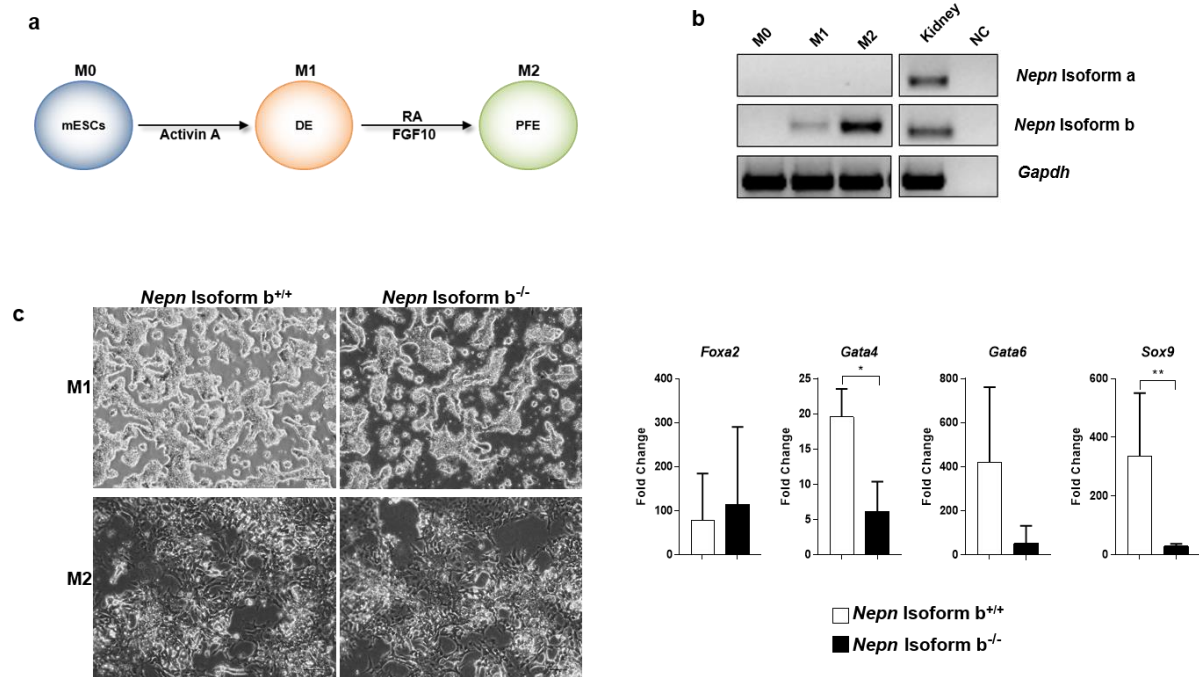 a
M0
M1
M2
mESCs
Activin A
DE
RA
FGF10
PFE
b
M0
M1
M2
Kidney
NC
Nepn Isoform a
Nepn Isoform b
Gapdh
c
Nepn Isoform b+/+
Nepn Isoform b-/-
M1
M2
Foxa2
Fold Change
400
300
200
100
0
Gata4
*
Fold Change
25
20
15
10
5
0
Gata6
Fold Change
800
600
400
200
0
Sox9
**
Fold Change
600
400
200
0
Nepn Isoform b+/+
Nepn Isoform b-/-